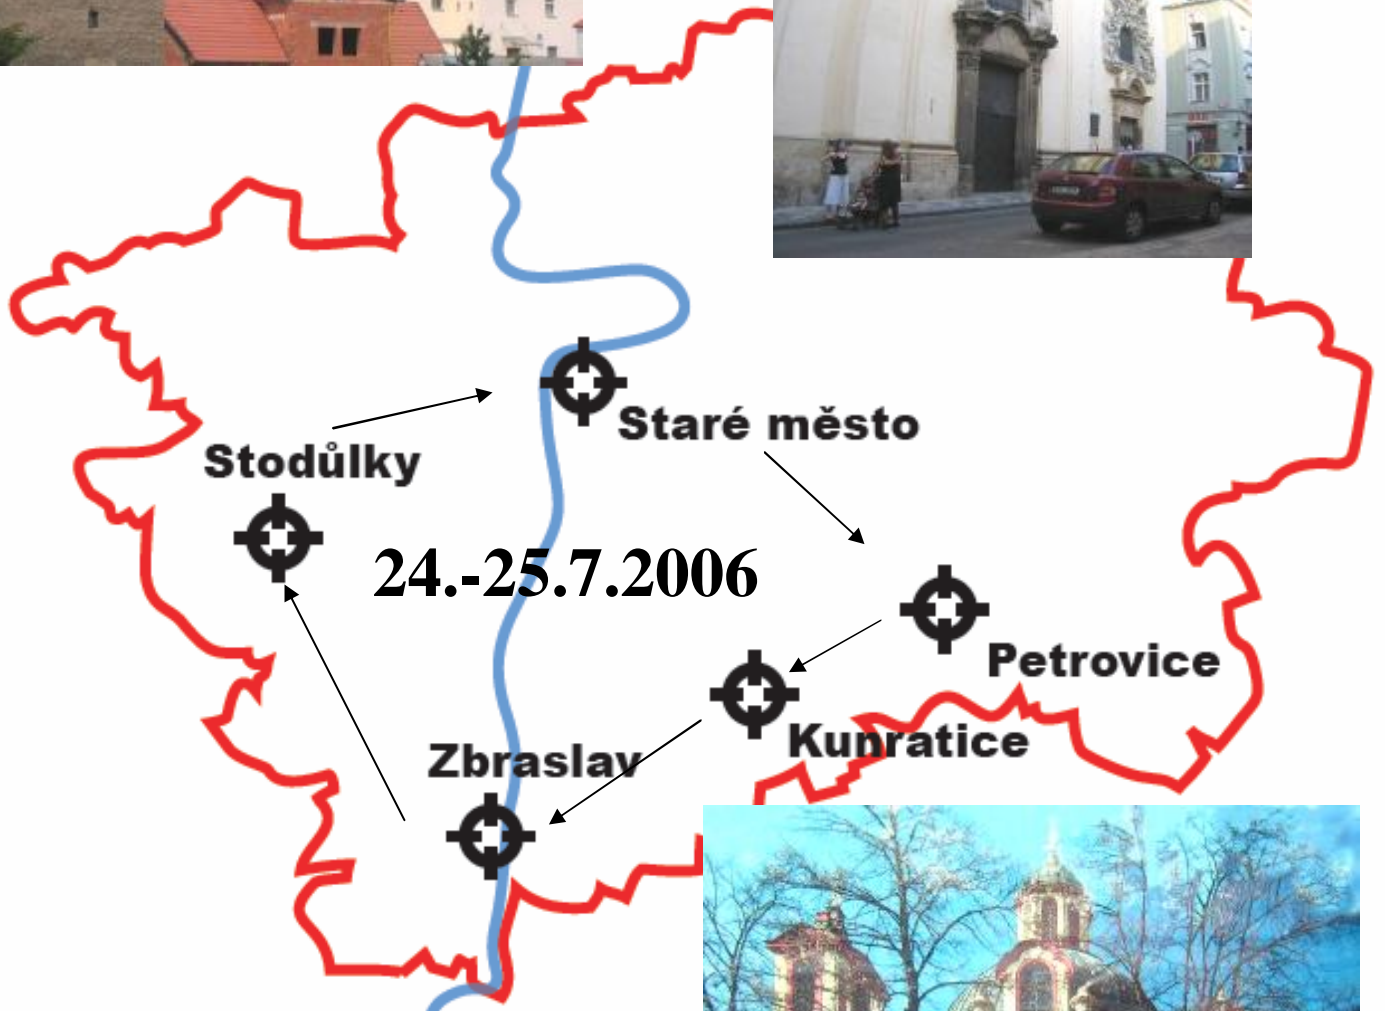 Staré město
Stodůlky
24.-25.7.2006
Petrovice
Kunratice
Zbraslav